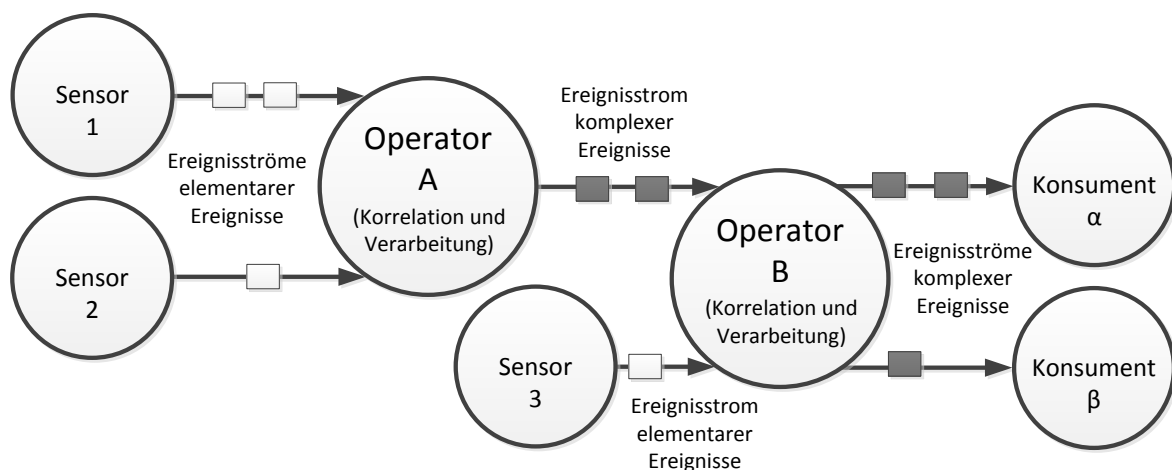 Sensor
1
Ereignisströme
elementarer
Ereignisse
Sensor
2
Operator
A
(Korrelation und
Verarbeitung)
Ereignisstrom
komplexer
Ereignisse
Sensor
3
Ereignisstrom
elementarer
Ereignisse
Operator
B
(Korrelation und
Verarbeitung)
Ereignisströme
komplexer
Ereignisse
Konsument
α
Konsument
β